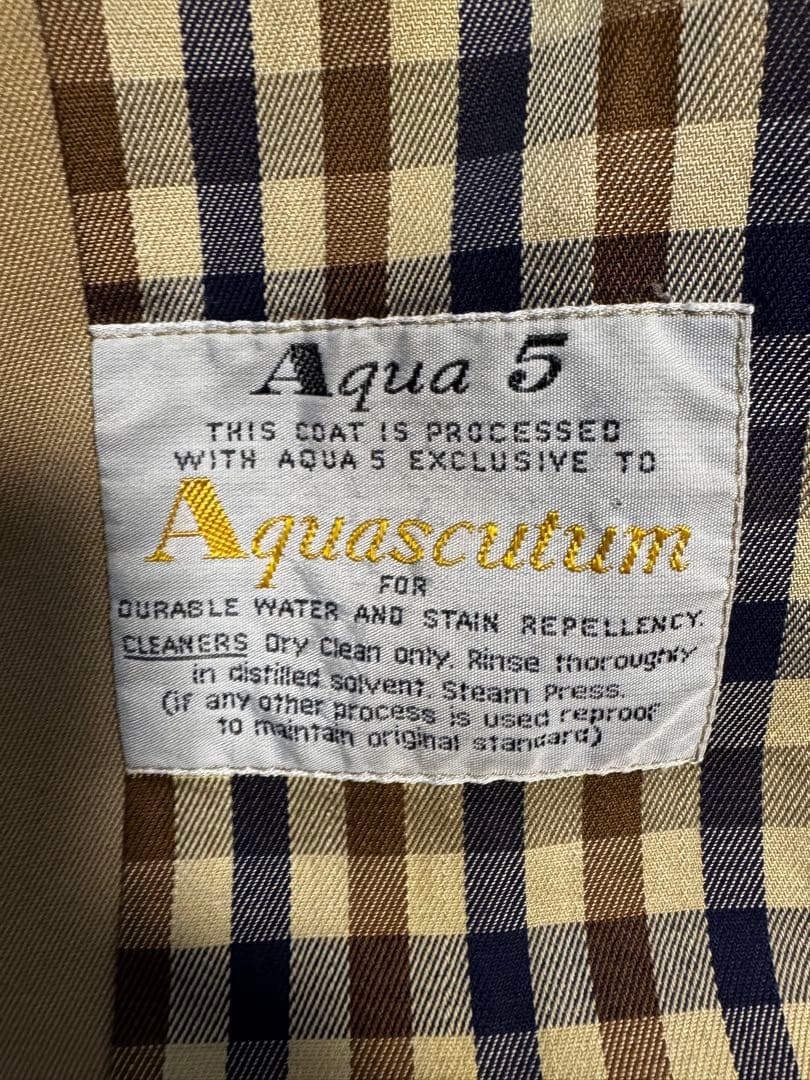 Aqua 5
THIS COAT IS PROCESSED
WITH AQUA 5 EXCLUSIVE TO
Aquascutum
FOR
DURABLE WATER AND STAIN REPELLENCY.
CLEANERS Dry Clean only. Rinse thoroughly
in distilled solvent. Steam Press.
(if any other process is used reproof
to maintain original standard)